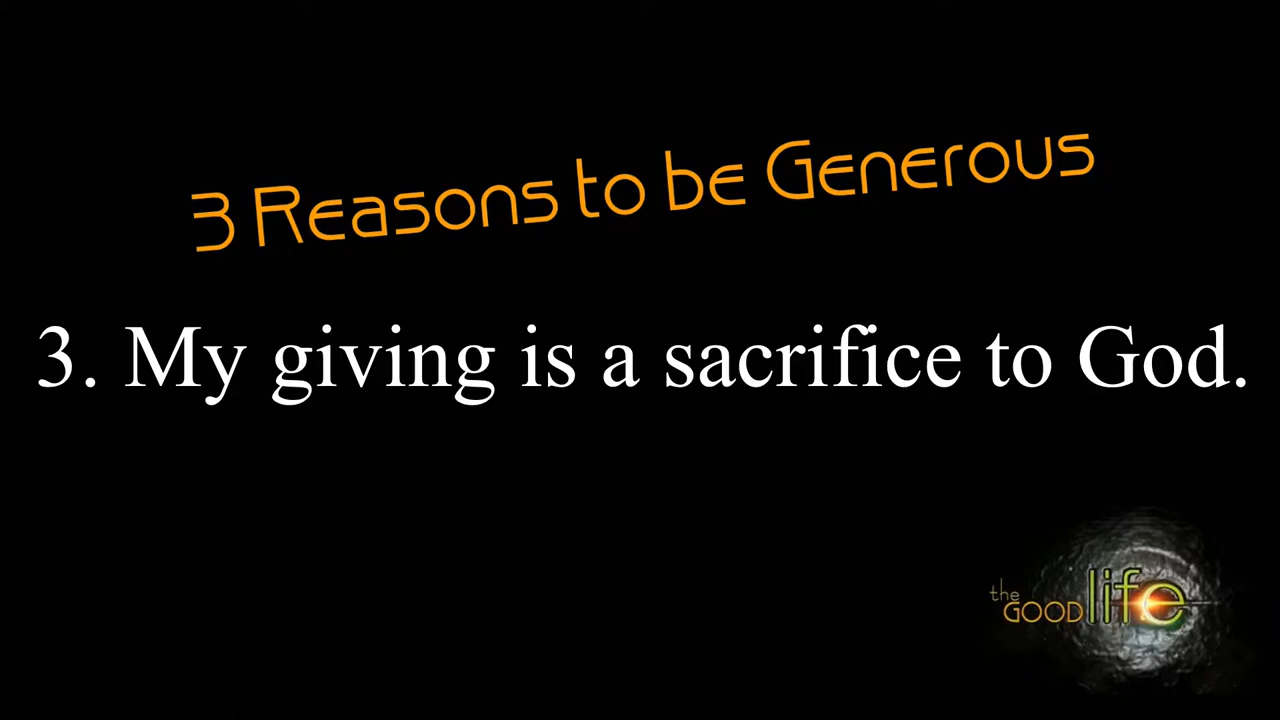 3 Reasons to be Generous
3. My giving is a sacrifice to God.
the
GOOD life